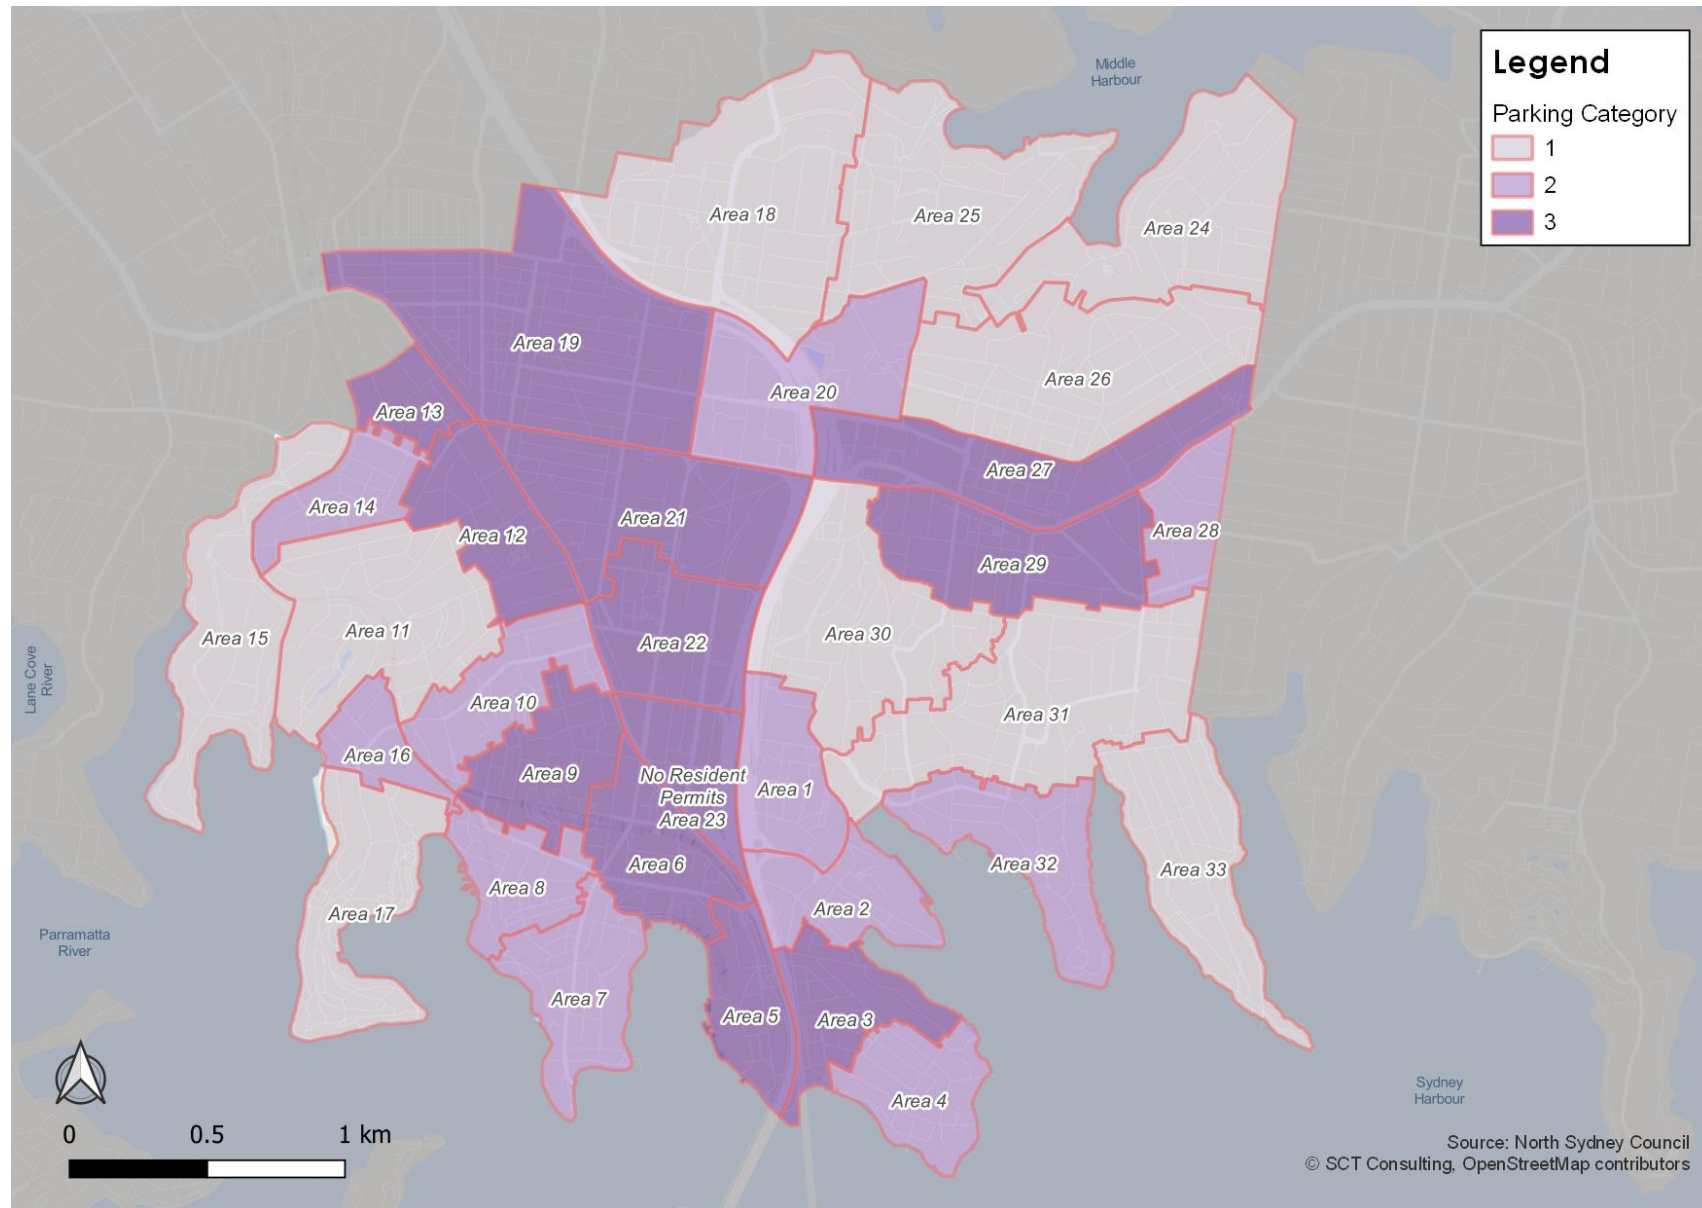 Middle
Harbour
Legend
Parking Category
1
2
3
Area 18
Area 25
Area 24
Area 19
Area 20
Area 26
Area 13
Area 27
Area 14
Area 21
Area 12
Area 28
Area 29
Area 15
Area 11
Area 22
Area 30
Lane Cove
River
Area 10
Area 31
Area 16
Area 9
No Resident
Permits
Area 23
Area 1
Area 6
Area 32
Area 33
Area 8
Area 17
Area 2
Parramatta
River
Area 7
Area 5
Area 3
Area 4
Sydney
Harbour
0 0.5 1 km
Source: North Sydney Council
© SCT Consulting, OpenStreetMap contributors